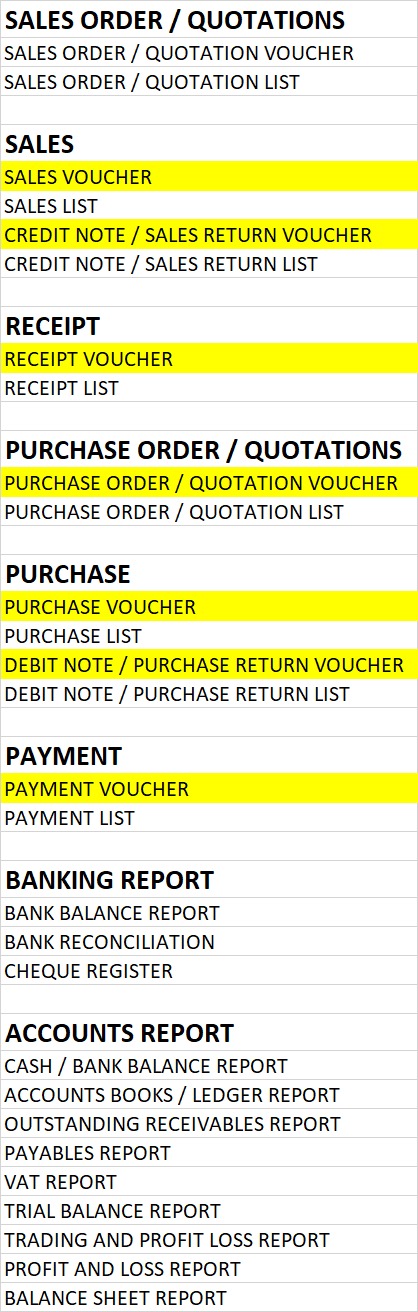 SALES ORDER / QUOTATIONS
SALES ORDER / QUOTATION VOUCHER
SALES ORDER / QUOTATION LIST
SALES
SALES VOUCHER
SALES LIST
CREDIT NOTE / SALES RETURN VOUCHER
CREDIT NOTE / SALES RETURN LIST
RECEIPT
RECEIPT VOUCHER
RECEIPT LIST
PURCHASE ORDER / QUOTATIONS
PURCHASE ORDER / QUOTATION VOUCHER
PURCHASE ORDER / QUOTATION LIST
PURCHASE
PURCHASE VOUCHER
PURCHASE LIST
DEBIT NOTE / PURCHASE RETURN VOUCHER
DEBIT NOTE / PURCHASE RETURN LIST
PAYMENT
PAYMENT VOUCHER
PAYMENT LIST
BANKING REPORT
BANK BALANCE REPORT
BANK RECONCILIATION
CHEQUE REGISTER
ACCOUNTS REPORT
CASH / BANK BALANCE REPORT
ACCOUNTS BOOKS / LEDGER REPORT
OUTSTANDING RECEIVABLES REPORT
PAYABLES REPORT
VAT REPORT
TRIAL BALANCE REPORT
TRADING AND PROFIT LOSS REPORT
PROFIT AND LOSS REPORT
BALANCE SHEET REPORT